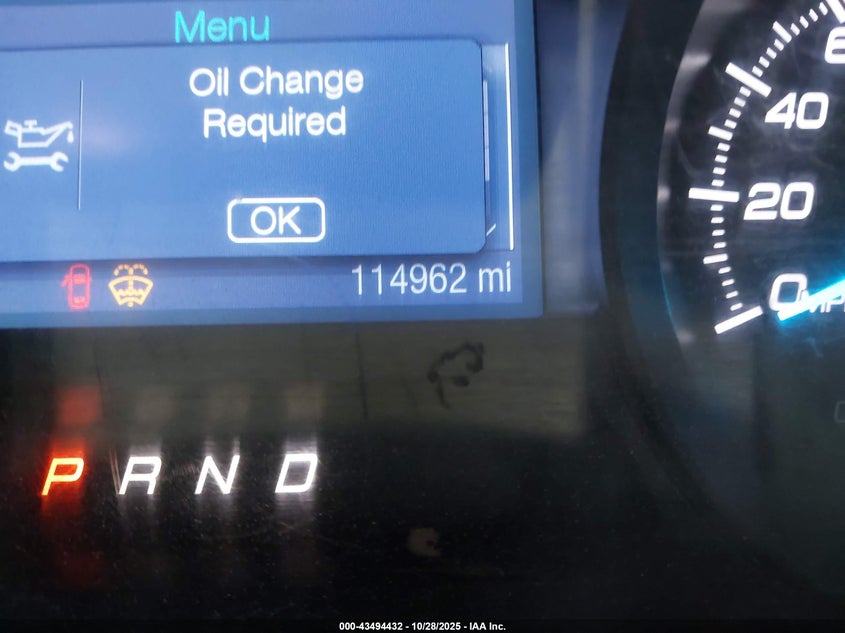 Menu
Oil Change
Required
OK
114962 mi
P R N D
40
20
0
000-43494432 - 10/28/2025 - IAA Inc.